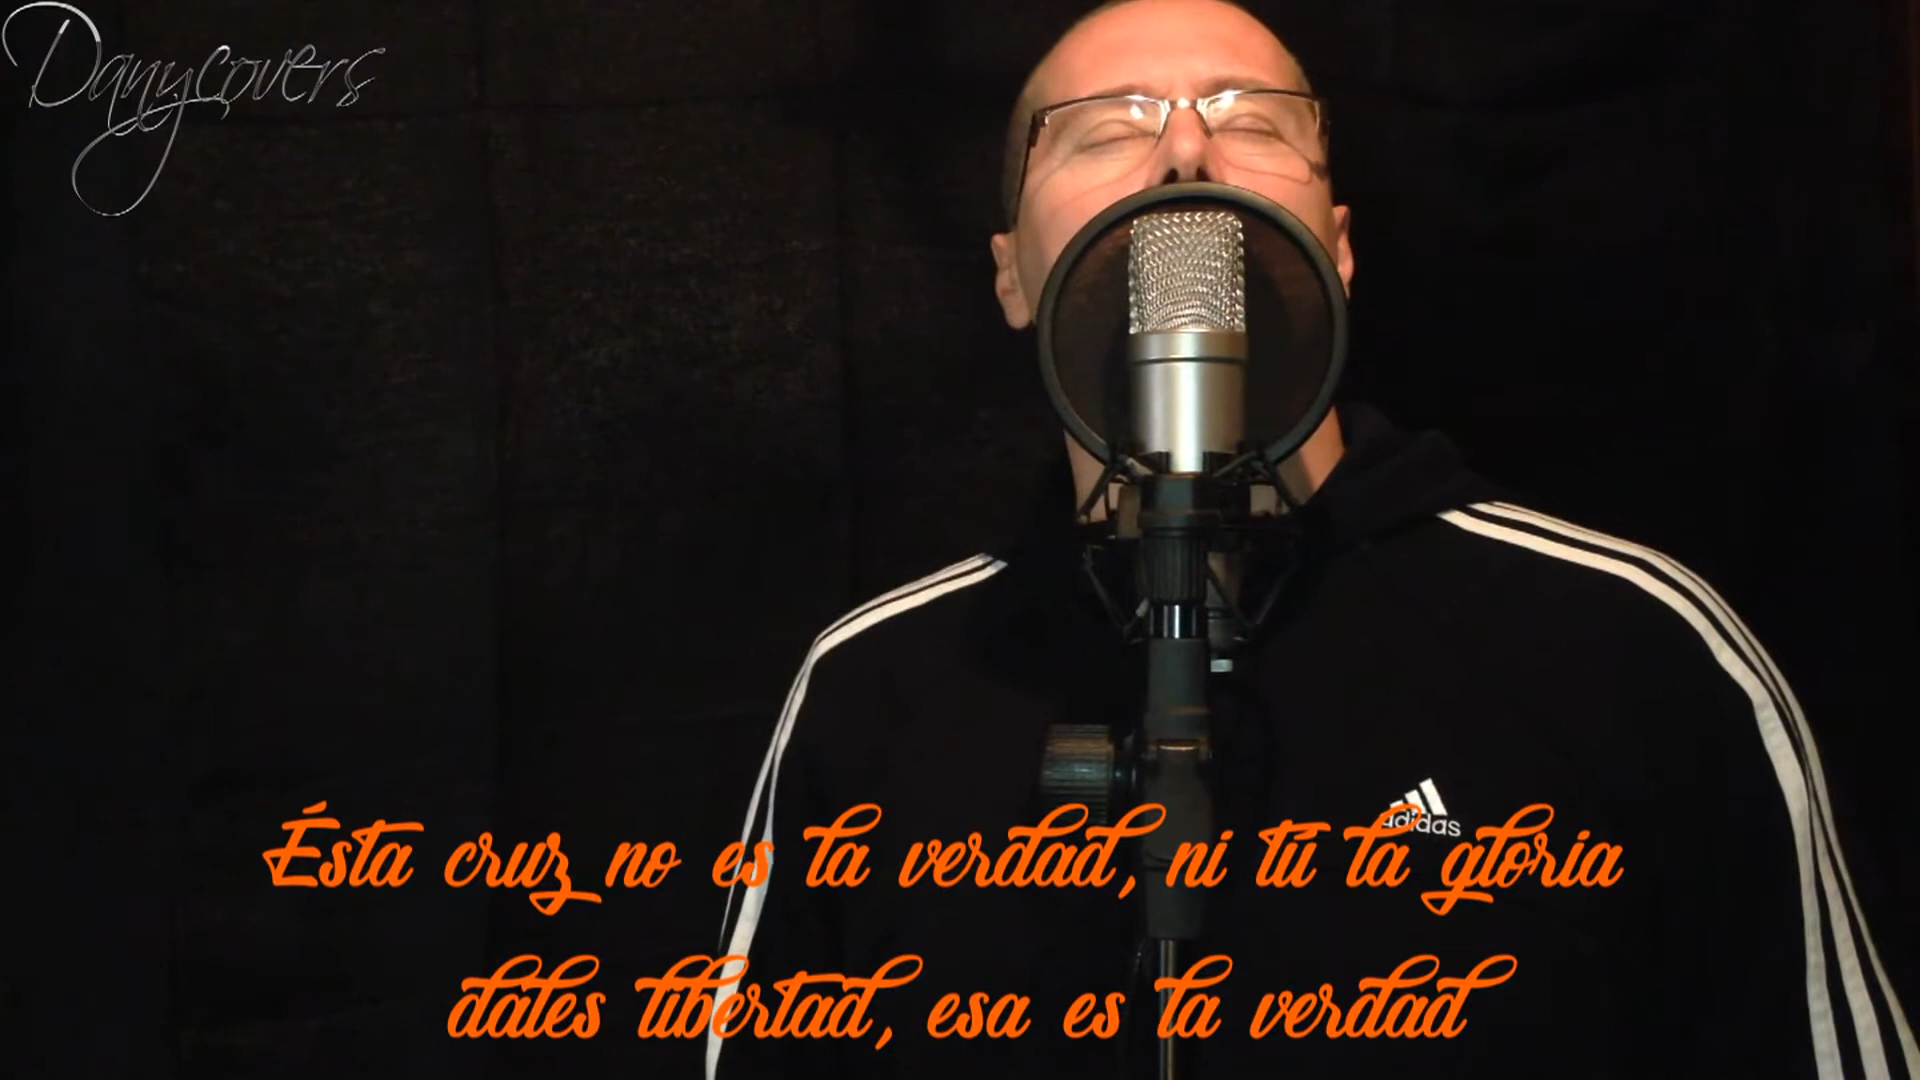 Danycovers
adidas
Ésta cruz no es la verdad, ni tú la gloria
dales libertad, esa es la verdad